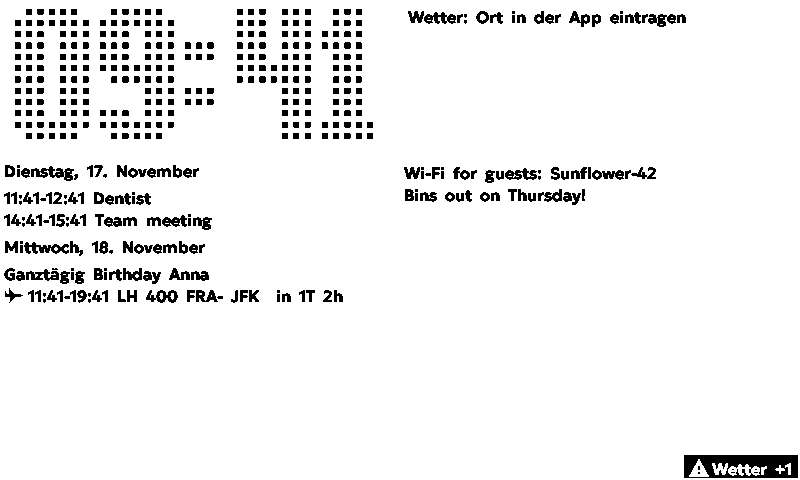 09:41
Wetter: Ort in der App eintragen
Dienstag, 17. November
11:41-12:41 Dentist
14:41-15:41 Team meeting
Mittwoch, 18. November
Ganztägig Birthday Anna
11:41-19:41 LH 400 FRA- JFK in 1T 2h
Wi-Fi for guests: Sunflower-42
Bins out on Thursday!
Wetter +1